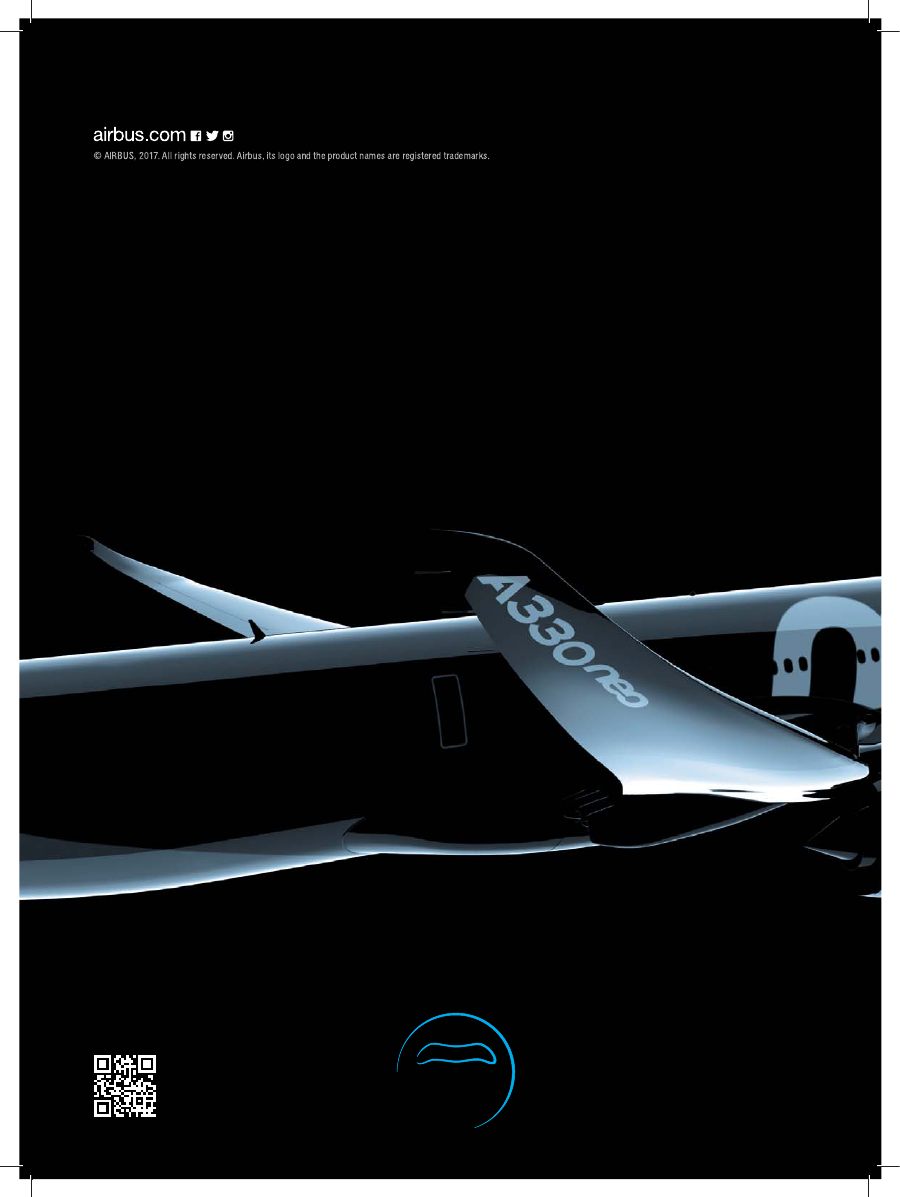 airbus.com
© AIRBUS, 2017. All rights reserved. Airbus, its logo and the product names are registered trademarks.
A330neo